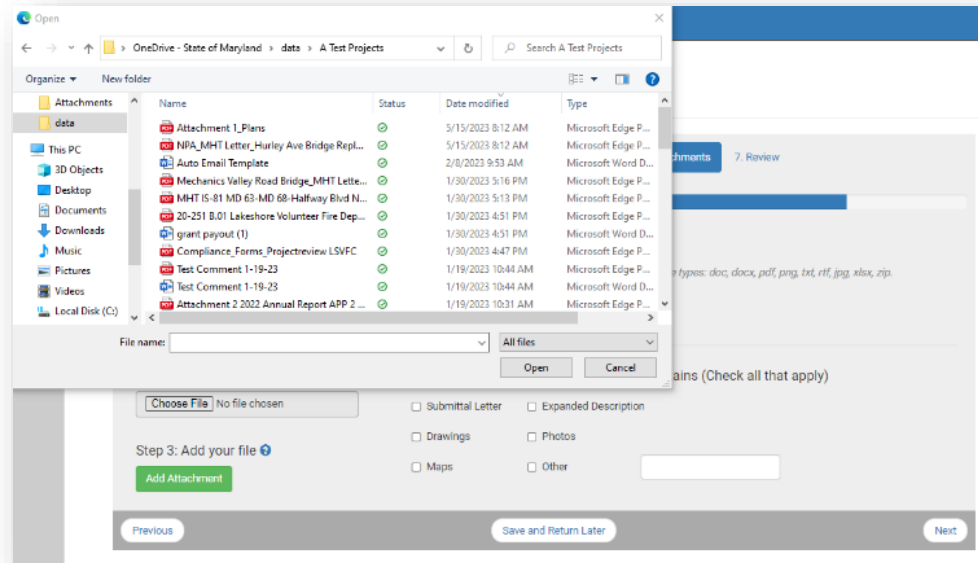 Open
OneDrive - State of Maryland > data > A Test Projects
Search A Test Projects
Organize
New folder
Attachments
data
This PC
3D Objects
Desktop
Documents
Downloads
Music
Pictures
Videos
Local Disk (C:)
Name Status Date modified Type
Attachment 1_Plans 5/15/2023 8:12 AM Microsoft Edge P...
NPA_MHT Letter_Hurley Ave Bridge Repl... 5/15/2023 8:12 AM Microsoft Edge P...
Auto Email Template 2/8/2023 9:53 AM Microsoft Word D...
Mechanics Valley Road Bridge_MHT Lette... 1/30/2023 5:16 PM Microsoft Edge P...
MHT IS-81 MD 63-MD 68-Halfway Blvd N... 1/30/2023 5:13 PM Microsoft Edge P...
20-251 B.01 Lakeshore Volunteer Fire Dep... 1/30/2023 4:51 PM Microsoft Edge P...
grant payout (1) 1/30/2023 4:51 PM Microsoft Word D...
Compliance_Forms_Projectreview LSVFC 1/30/2023 4:47 PM Microsoft Edge P...
Test Comment 1-19-23 1/19/2023 10:44 AM Microsoft Edge P...
Test Comment 1-19-23 1/19/2023 10:44 AM Microsoft Word D...
Attachment 2 2022 Annual Report APP 2 ... 1/19/2023 10:31 AM Microsoft Edge P...
File name:
All files
Open
Cancel
chments
7. Review
types: doc, docx, pdf, png, txt, rtf, jpg, xlsx, zip.
ains (Check all that apply)
Choose File No file chosen
Submittal Letter
Expanded Description
Step 3: Add your file
Drawings
Photos
Add Attachment
Maps
Other
Previous
Save and Return Later
Next